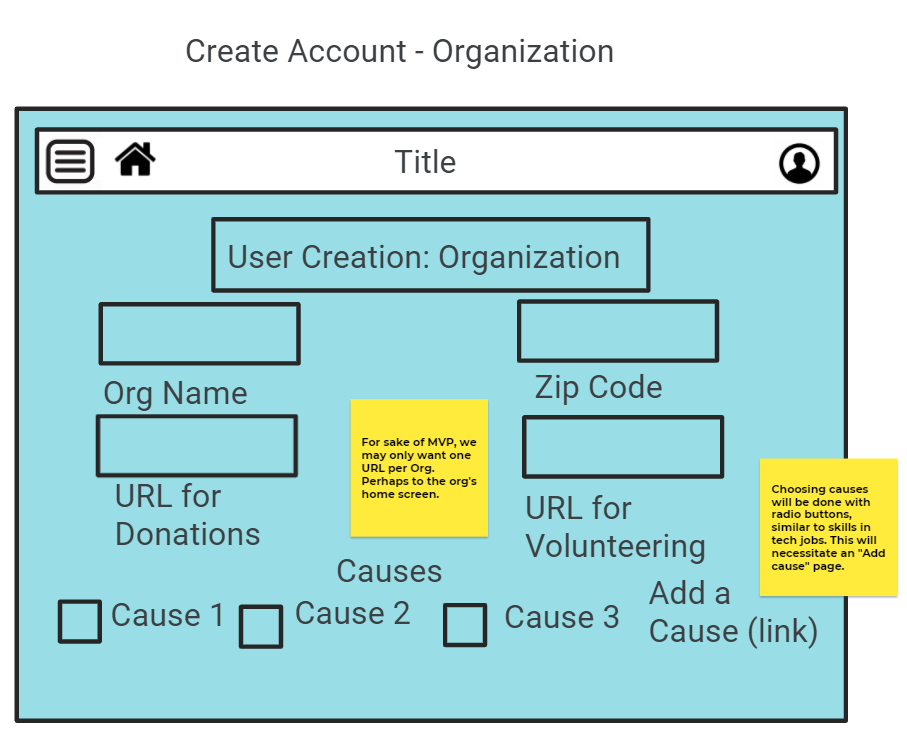 Create Account - Organization
Title
User Creation: Organization
Org Name
Zip Code
URL for
Donations
For sake of MVP, we
may only want one
URL per Org.
Perhaps to the org's
home screen.
URL for
Volunteering
Choosing causes
will be done with
radio buttons,
similar to skills in
tech jobs. This will
necessitate an "Add
cause" page.
Causes
Cause 1
Cause 2
Cause 3
Add a
Cause (link)